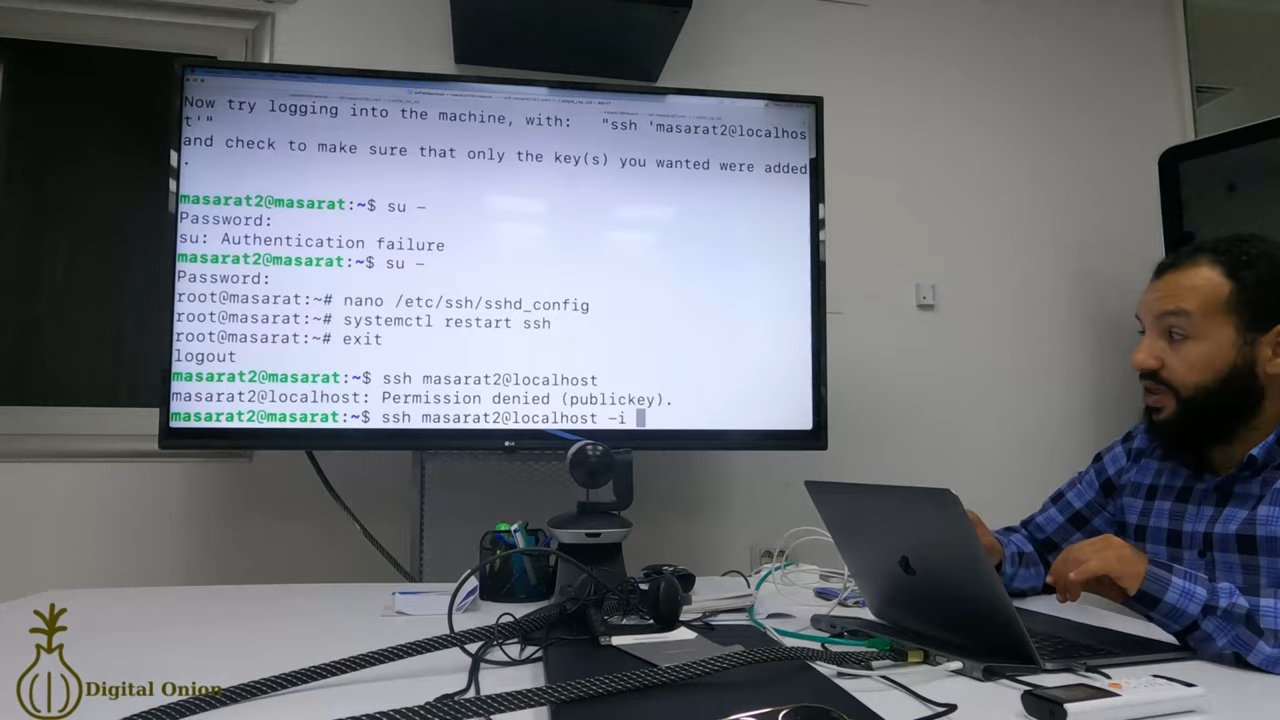 Now try logging into the machine, with:   "ssh 'masarat2@localhos
t'"
and check to make sure that only the key(s) you wanted were added
.
masarat2@masarat:~$ su -
Password:
su: Authentication failure
masarat2@masarat:~$ su -
Password:
root@masarat:~# nano /etc/ssh/sshd_config
root@masarat:~# systemctl restart ssh
root@masarat:~# exit
logout
masarat2@masarat:~$ ssh masarat2@localhost
masarat2@localhost: Permission denied (publickey).
masarat2@masarat:~$ ssh masarat2@localhost -i
LG
Digital Onion